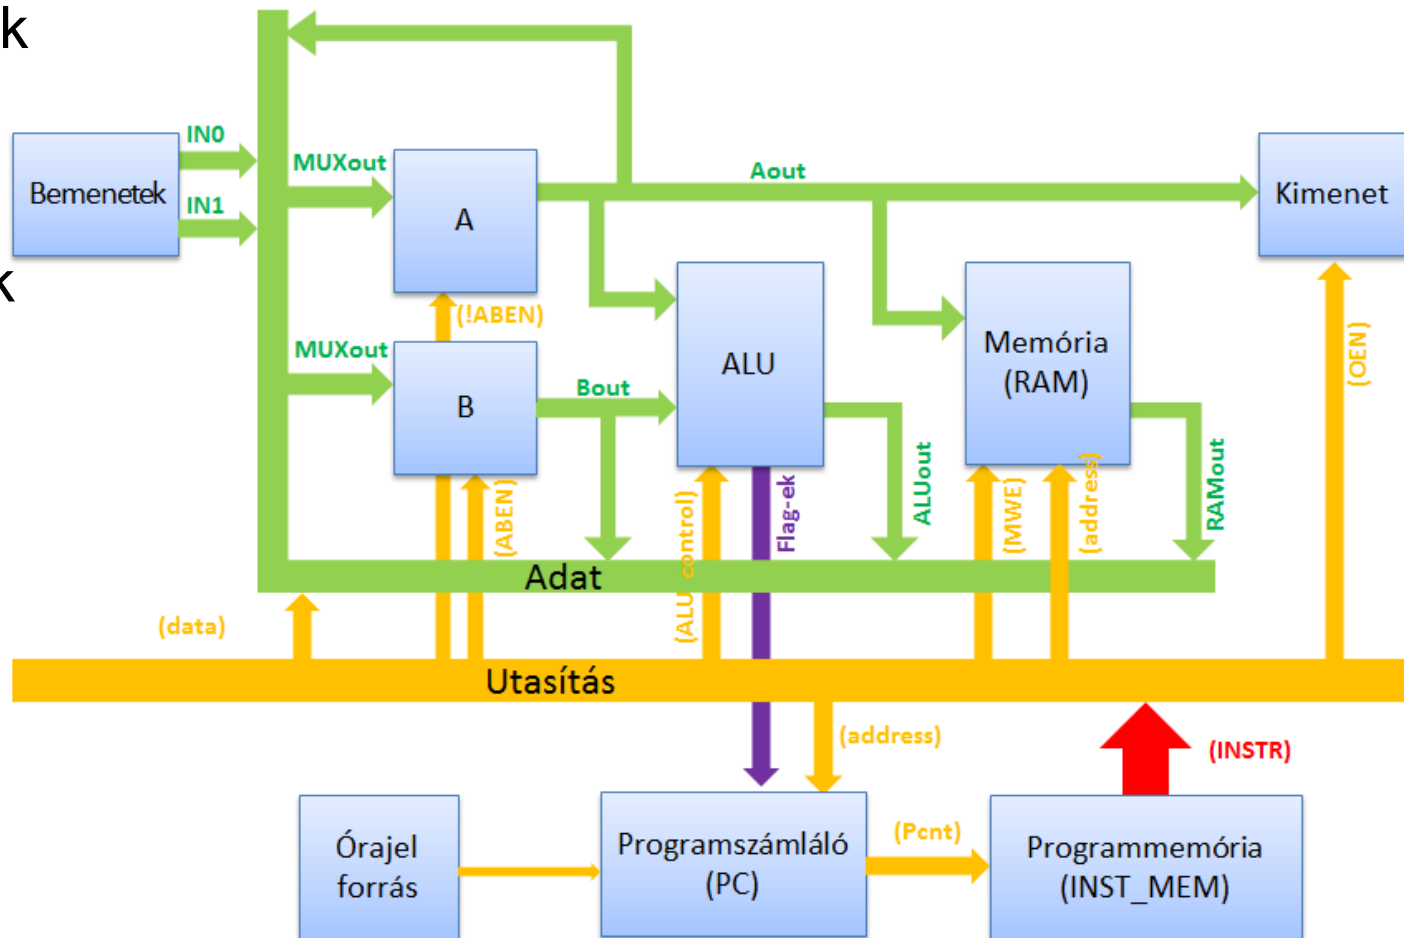 k
IN0
MUXout
Aout
Bemenetek
IN1
A
Kimenet
k
(!ABEN)
MUXout
B
Bout
ALU
Memória
(RAM)
(OEN)
(ABEN)
(ALU control)
Flag-ek
ALUout
(MWE)
(address)
RAMout
Adat
(data)
Utasítás
(address)
(INSTR)
Órajel
forrás
Programszámláló
(PC)
(Pcnt)
Programmemória
(INST_MEM)